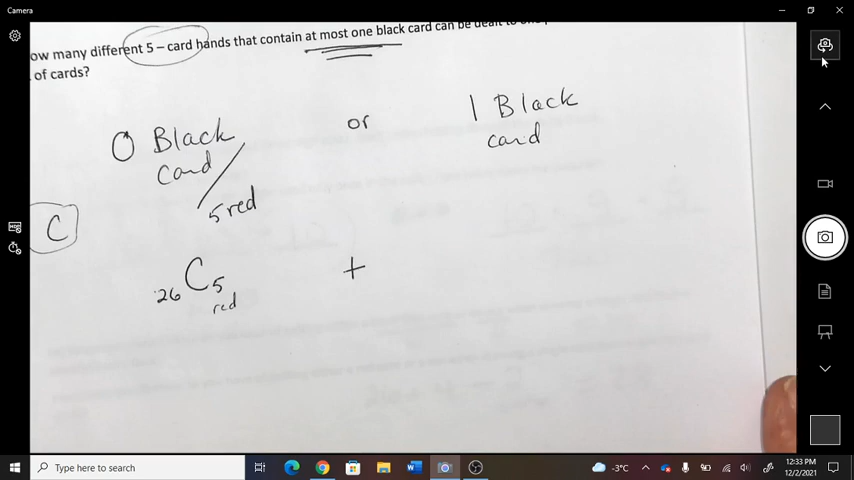 Camera
ow many different 5 – card hands that contain at most one black card can be dealt to
of cards?
0 Black card
or
1 Black card
/ 5 red
C
26 C 5 red
+
Type here to search
-3°C
12:33 PM
12/2/2021